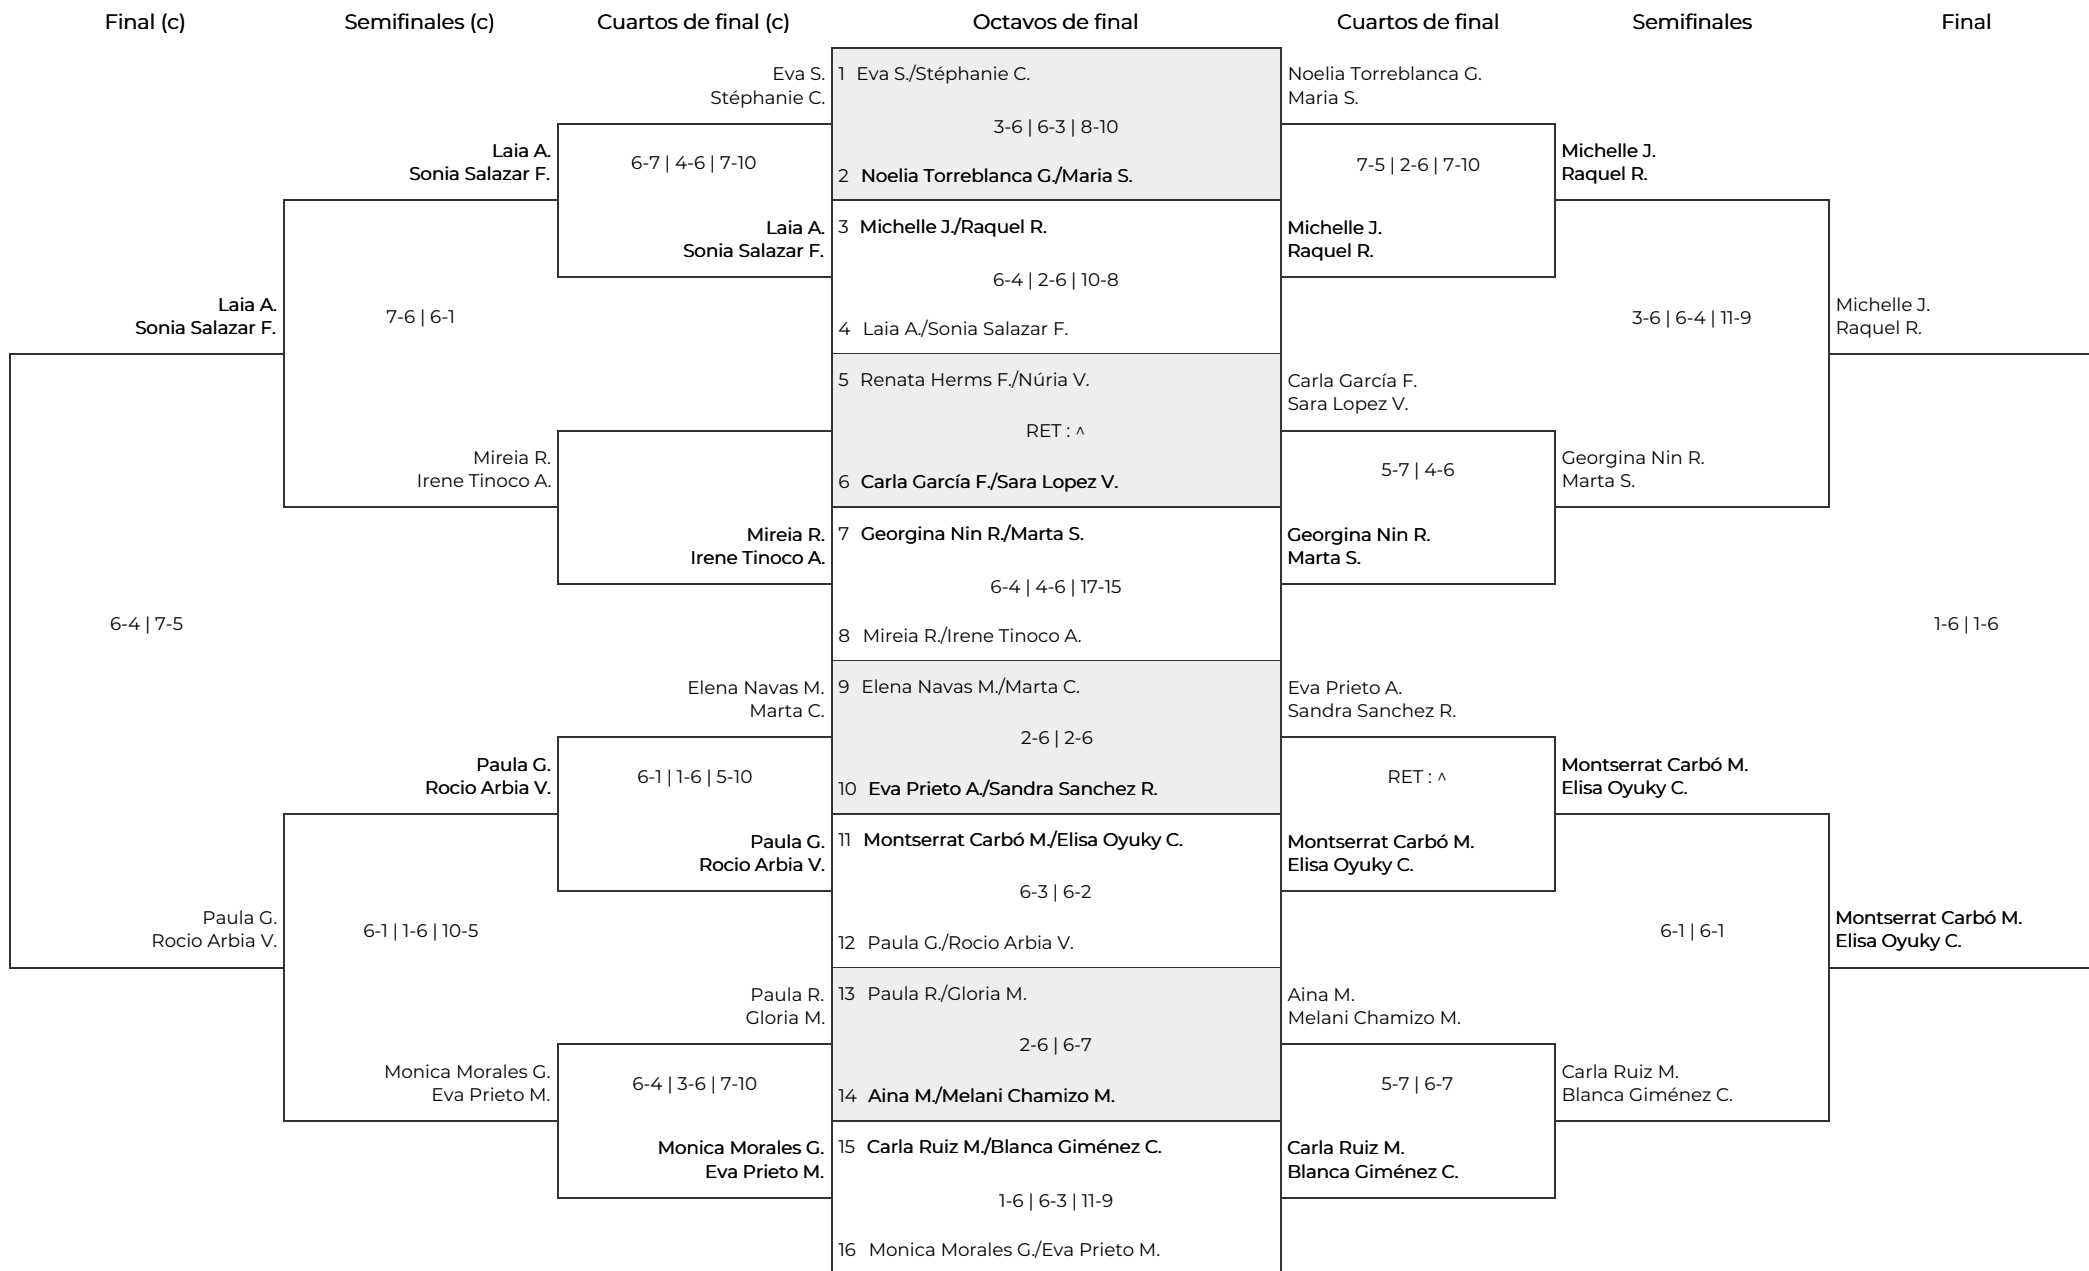 Final (c)
Semifinales (c)
Cuartos de final (c)
Octavos de final
Cuartos de final
Semifinales
Final
Laia A.
Sonia Salazar F.
6-4 | 7-5
Paula G.
Rocio Arbia V.
Laia A.
Sonia Salazar F.
7-6 | 6-1
Mireia R.
Irene Tinoco A.
Paula G.
Rocio Arbia V.
6-1 | 1-6 | 10-5
Monica Morales G.
Eva Prieto M.
Eva S.
Stéphanie C.
6-7 | 4-6 | 7-10
Laia A.
Sonia Salazar F.
Mireia R.
Irene Tinoco A.
Elena Navas M.
Marta C.
6-1 | 1-6 | 5-10
Paula G.
Rocio Arbia V.
Paula R.
Gloria M.
6-4 | 3-6 | 7-10
Monica Morales G.
Eva Prieto M.
1 Eva S./Stéphanie C.
3-6 | 6-3 | 8-10
2 Noelia Torreblanca G./Maria S.
3 Michelle J./Raquel R.
6-4 | 2-6 | 10-8
4 Laia A./Sonia Salazar F.
5 Renata Herms F./Núria V.
RET : ^
6 Carla García F./Sara Lopez V.
7 Georgina Nin R./Marta S.
6-4 | 4-6 | 17-15
8 Mireia R./Irene Tinoco A.
9 Elena Navas M./Marta C.
2-6 | 2-6
10 Eva Prieto A./Sandra Sanchez R.
11 Montserrat Carbó M./Elisa Oyuky C.
6-3 | 6-2
12 Paula G./Rocio Arbia V.
13 Paula R./Gloria M.
2-6 | 6-7
14 Aina M./Melani Chamizo M.
15 Carla Ruiz M./Blanca Giménez C.
1-6 | 6-3 | 11-9
16 Monica Morales G./Eva Prieto M.
Noelia Torreblanca G.
Maria S.
7-5 | 2-6 | 7-10
Michelle J.
Raquel R.
Carla García F.
Sara Lopez V.
5-7 | 4-6
Georgina Nin R.
Marta S.
Eva Prieto A.
Sandra Sanchez R.
RET : ^
Montserrat Carbó M.
Elisa Oyuky C.
Aina M.
Melani Chamizo M.
5-7 | 6-7
Carla Ruiz M.
Blanca Giménez C.
Michelle J.
Raquel R.
3-6 | 6-4 | 11-9
Georgina Nin R.
Marta S.
Montserrat Carbó M.
Elisa Oyuky C.
6-1 | 6-1
Carla Ruiz M.
Blanca Giménez C.
Michelle J.
Raquel R.
1-6 | 1-6
Montserrat Carbó M.
Elisa Oyuky C.